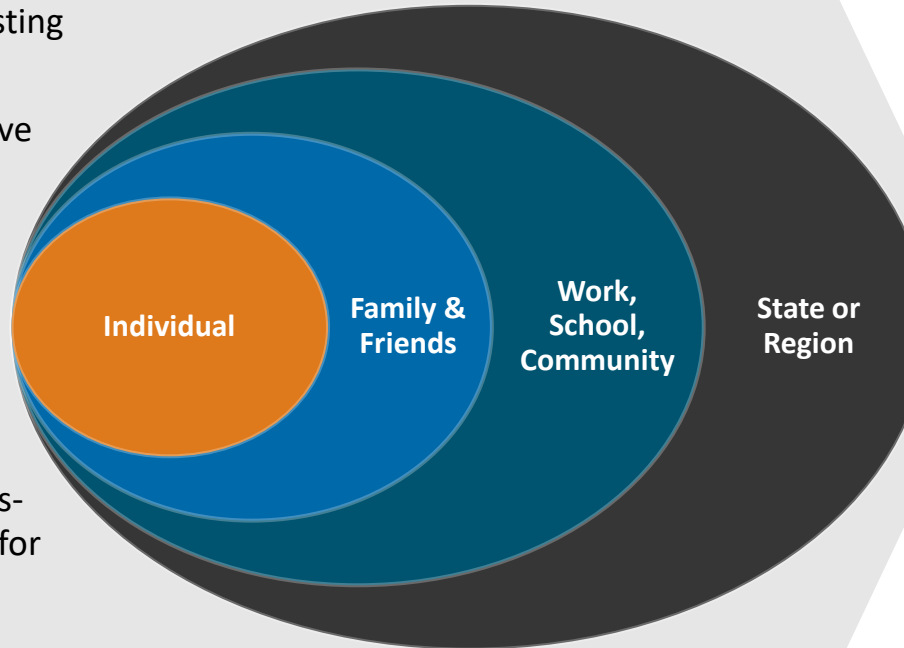 sting
ve
Individual
Family &
Friends
Work,
School,
Community
State or
Region
s-
for